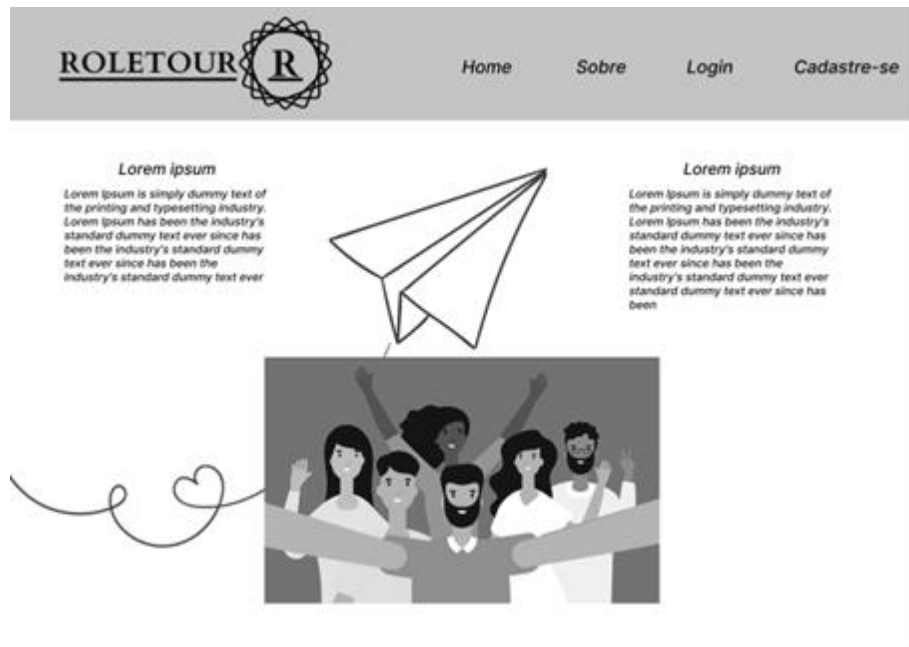 ROLETOUR R
Home Sobre Login Cadastre-se
Lorem ipsum
Lorem Ipsum is simply dummy text of
the printing and typesetting industry.
Lorem Ipsum has been the industry's
standard dummy text ever since has
been the industry's standard dummy
text ever since has been the
industry's standard dummy text ever
Lorem ipsum
Lorem Ipsum is simply dummy text of
the printing and typesetting industry.
Lorem Ipsum has been the industry's
standard dummy text ever since has
been the industry's standard dummy
text ever since has been the
industry's standard dummy text ever
standard dummy text ever since has
been